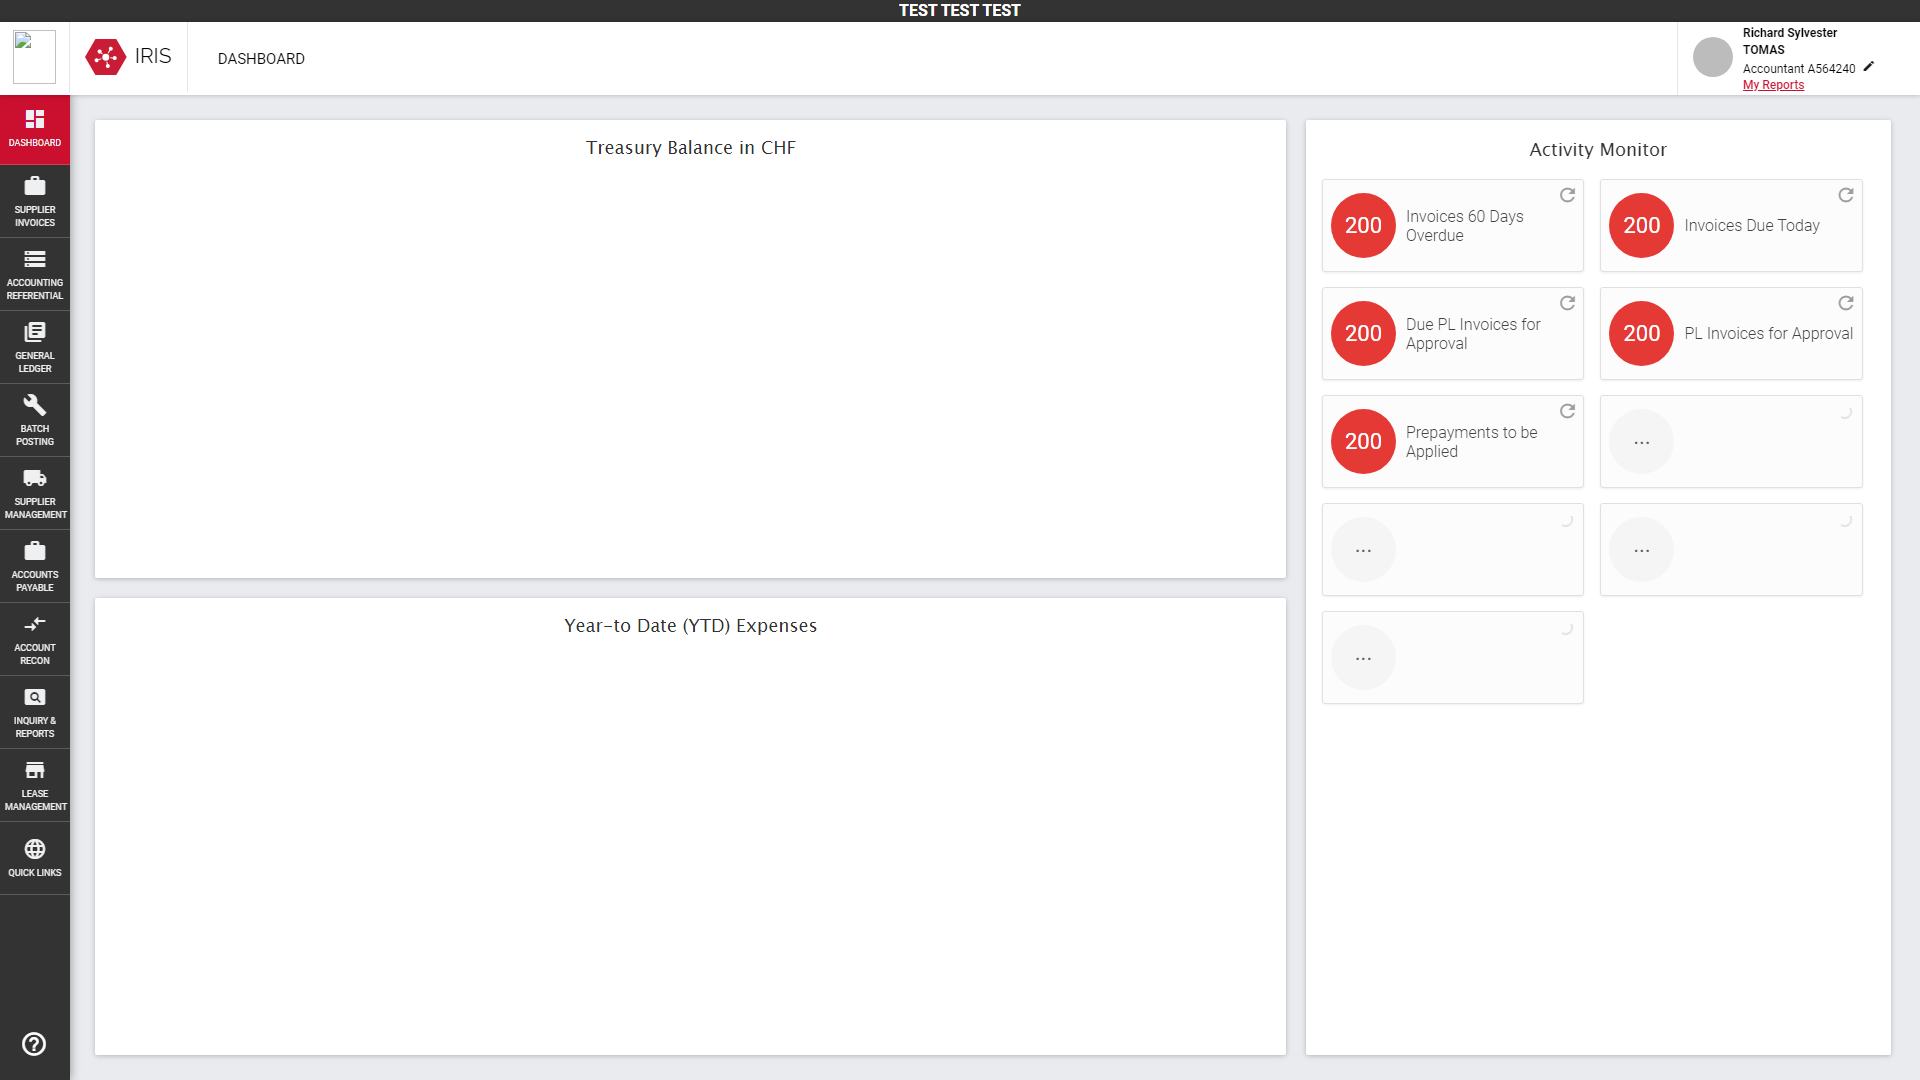 TEST TEST TEST
IRIS
DASHBOARD
Richard Sylvester
TOMAS
Accountant A564240
My Reports
DASHBOARD
SUPPLIER
INVOICES
ACCOUNTING
REFERENTIAL
GENERAL
LEDGER
BATCH
POSTING
SUPPLIER
MANAGEMENT
ACCOUNTS
PAYABLE
ACCOUNT
RECON
INQUIRY &
REPORTS
LEASE
MANAGEMENT
QUICK LINKS
Treasury Balance in CHF
Year-to Date (YTD) Expenses
Activity Monitor
200
Invoices 60 Days
Overdue
200
Invoices Due Today
200
Due PL Invoices for
Approval
200
PL Invoices for Approval
200
Prepayments to be
Applied
...
...
...
...